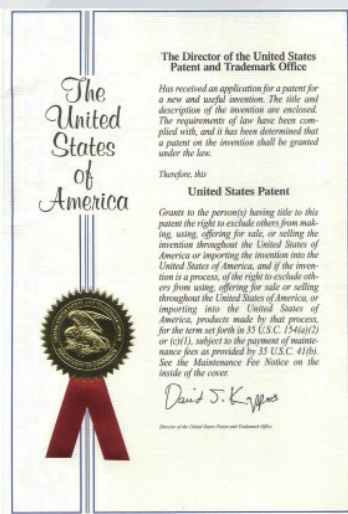 The
United
States
of
America
The Director of the United States
Patent and Trademark Office
Has received an application for a patent for
a new and useful invention. The title and
description of the invention are enclosed.
The requirements of law have been com-
plied with, and it has been determined that
a patent on the invention shall be granted
under the law.
Therefore, this
United States Patent
Grants to the person(s) having title to this
patent the right to exclude others from mak-
ing, using, offering for sale, or selling the
invention throughout the United States of
America or importing the invention into the
United States of America, and if the inven-
tion is a process, of the right to exclude oth-
ers from using, offering for sale or selling
throughout the United States of America, or
importing into the United States of
America, products made by that process,
for the term set forth in 35 U.S.C. 154(a)(2)
or (c)(1), subject to the payment of mainte-
nance fees as provided by 35 U.S.C. 41(b).
See the Maintenance Fee Notice on the
inside of the cover.
David J. Kappos
Director of the United States Patent and Trademark Office